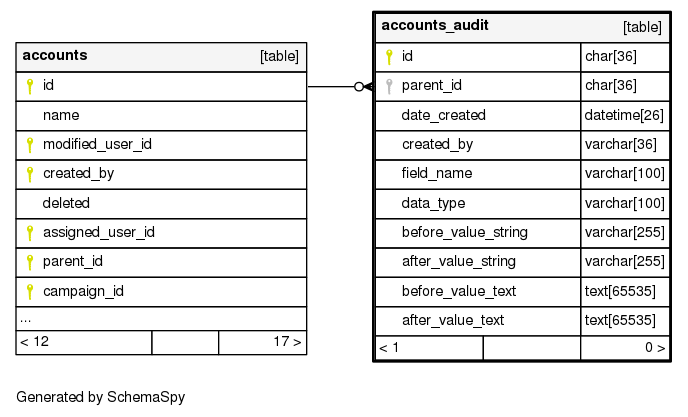 accounts [table]
id
name
modified_user_id
created_by
deleted
assigned_user_id
parent_id
campaign_id
...
< 12 17 >
accounts_audit [table]
id char[36]
parent_id char[36]
date_created datetime[26]
created_by varchar[36]
field_name varchar[100]
data_type varchar[100]
before_value_string varchar[255]
after_value_string varchar[255]
before_value_text text[65535]
after_value_text text[65535]
< 1 0 >
Generated by SchemaSpy